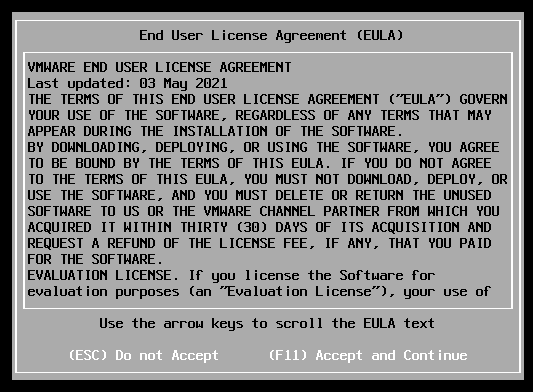 End User License Agreement (EULA)
VMWARE END USER LICENSE AGREEMENT
Last updated: 03 May 2021
THE TERMS OF THIS END USER LICENSE AGREEMENT ("EULA") GOVERN
YOUR USE OF THE SOFTWARE, REGARDLESS OF ANY TERMS THAT MAY
APPEAR DURING THE INSTALLATION OF THE SOFTWARE.
BY DOWNLOADING, DEPLOYING, OR USING THE SOFTWARE, YOU AGREE
TO BE BOUND BY THE TERMS OF THIS EULA. IF YOU DO NOT AGREE
TO THE TERMS OF THIS EULA, YOU MUST NOT DOWNLOAD, DEPLOY, OR
USE THE SOFTWARE, AND YOU MUST DELETE OR RETURN THE UNUSED
SOFTWARE TO US OR THE VMWARE CHANNEL PARTNER FROM WHICH YOU
ACQUIRED IT WITHIN THIRTY (30) DAYS OF ITS ACQUISITION AND
REQUEST A REFUND OF THE LICENSE FEE, IF ANY, THAT YOU PAID
FOR THE SOFTWARE.
EVALUATION LICENSE. If you license the Software for
evaluation purposes (an "Evaluation License"), your use of
Use the arrow keys to scroll the EULA text
(ESC) Do not Accept (F11) Accept and Continue